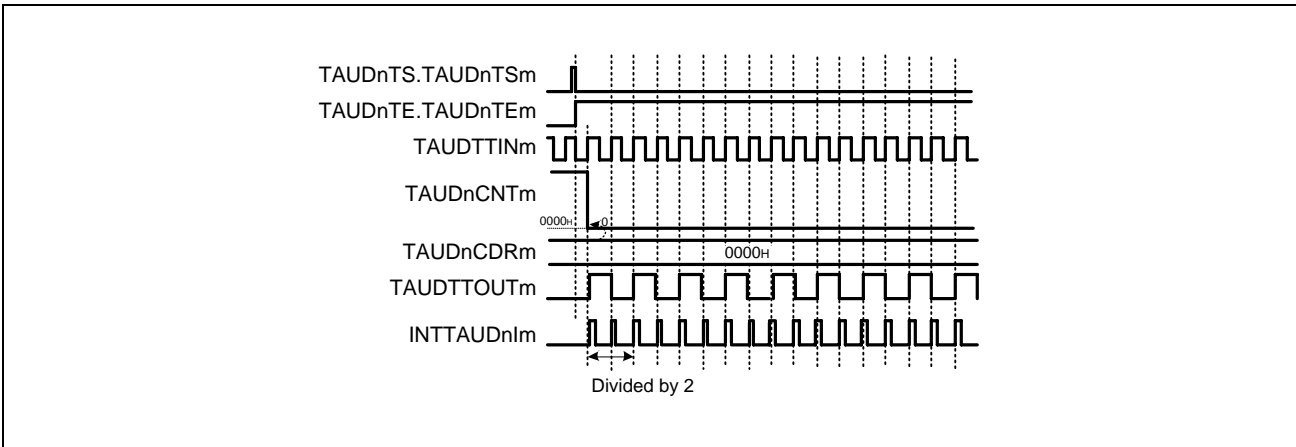 TAUDnTS.TAUDnTSm
TAUDnTE.TAUDnTEm
TAUDTTINm
TAUDnCNTm
0000H
0
TAUDnCDRm
0000H
TAUDTTOUTm
INTTAUDnIm
Divided by 2